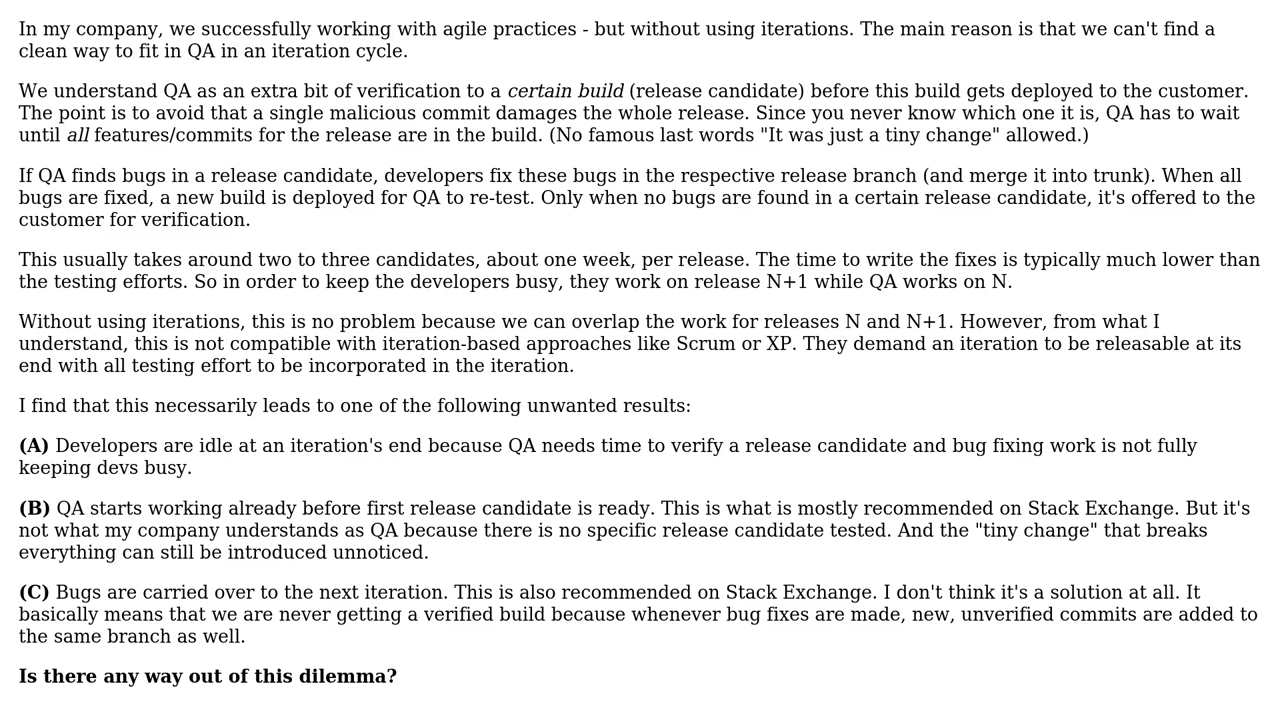 In my company, we successfully working with agile practices - but without using iterations. The main reason is that we can't find a
clean way to fit in QA in an iteration cycle.
We understand QA as an extra bit of verification to a certain build (release candidate) before this build gets deployed to the customer.
The point is to avoid that a single malicious commit damages the whole release. Since you never know which one it is, QA has to wait
until all features/commits for the release are in the build. (No famous last words "It was just a tiny change" allowed.)
If QA finds bugs in a release candidate, developers fix these bugs in the respective release branch (and merge it into trunk). When all
bugs are fixed, a new build is deployed for QA to re-test. Only when no bugs are found in a certain release candidate, it's offered to the
customer for verification.
This usually takes around two to three candidates, about one week, per release. The time to write the fixes is typically much lower than
the testing efforts. So in order to keep the developers busy, they work on release N+1 while QA works on N.
Without using iterations, this is no problem because we can overlap the work for releases N and N+1. However, from what I
understand, this is not compatible with iteration-based approaches like Scrum or XP. They demand an iteration to be releasable at its
end with all testing effort to be incorporated in the iteration.
I find that this necessarily leads to one of the following unwanted results:
(A) Developers are idle at an iteration's end because QA needs time to verify a release candidate and bug fixing work is not fully
keeping devs busy.
(B) QA starts working already before first release candidate is ready. This is what is mostly recommended on Stack Exchange. But it's
not what my company understands as QA because there is no specific release candidate tested. And the "tiny change" that breaks
everything can still be introduced unnoticed.
(C) Bugs are carried over to the next iteration. This is also recommended on Stack Exchange. I don't think it's a solution at all. It
basically means that we are never getting a verified build because whenever bug fixes are made, new, unverified commits are added to
the same branch as well.
Is there any way out of this dilemma?